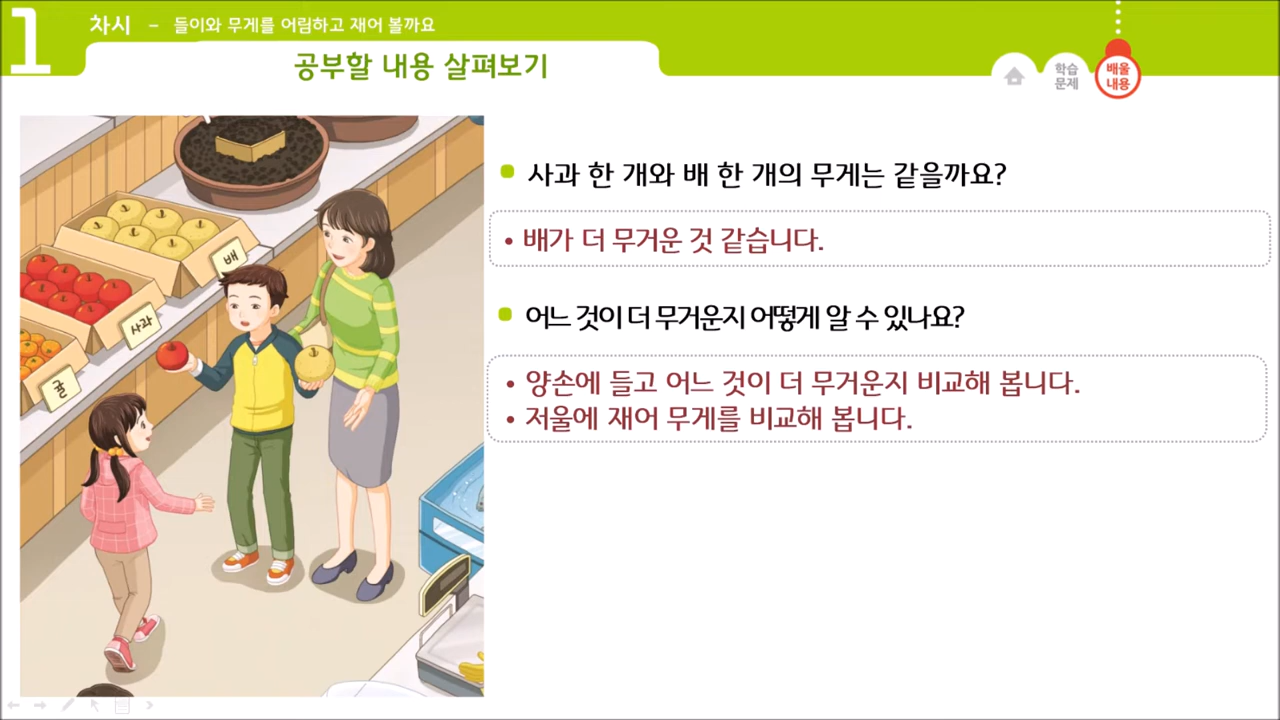 1 차시 - 들이와 무게를 어림하고 재어 볼까요
공부할 내용 살펴보기
학습
문제
배울
내용
배
사과
귤
사과 한 개와 배 한 개의 무게는 같을까요?
• 배가 더 무거운 것 같습니다.
어느 것이 더 무거운지 어떻게 알 수 있나요?
• 양손에 들고 어느 것이 더 무거운지 비교해 봅니다.
• 저울에 재어 무게를 비교해 봅니다.